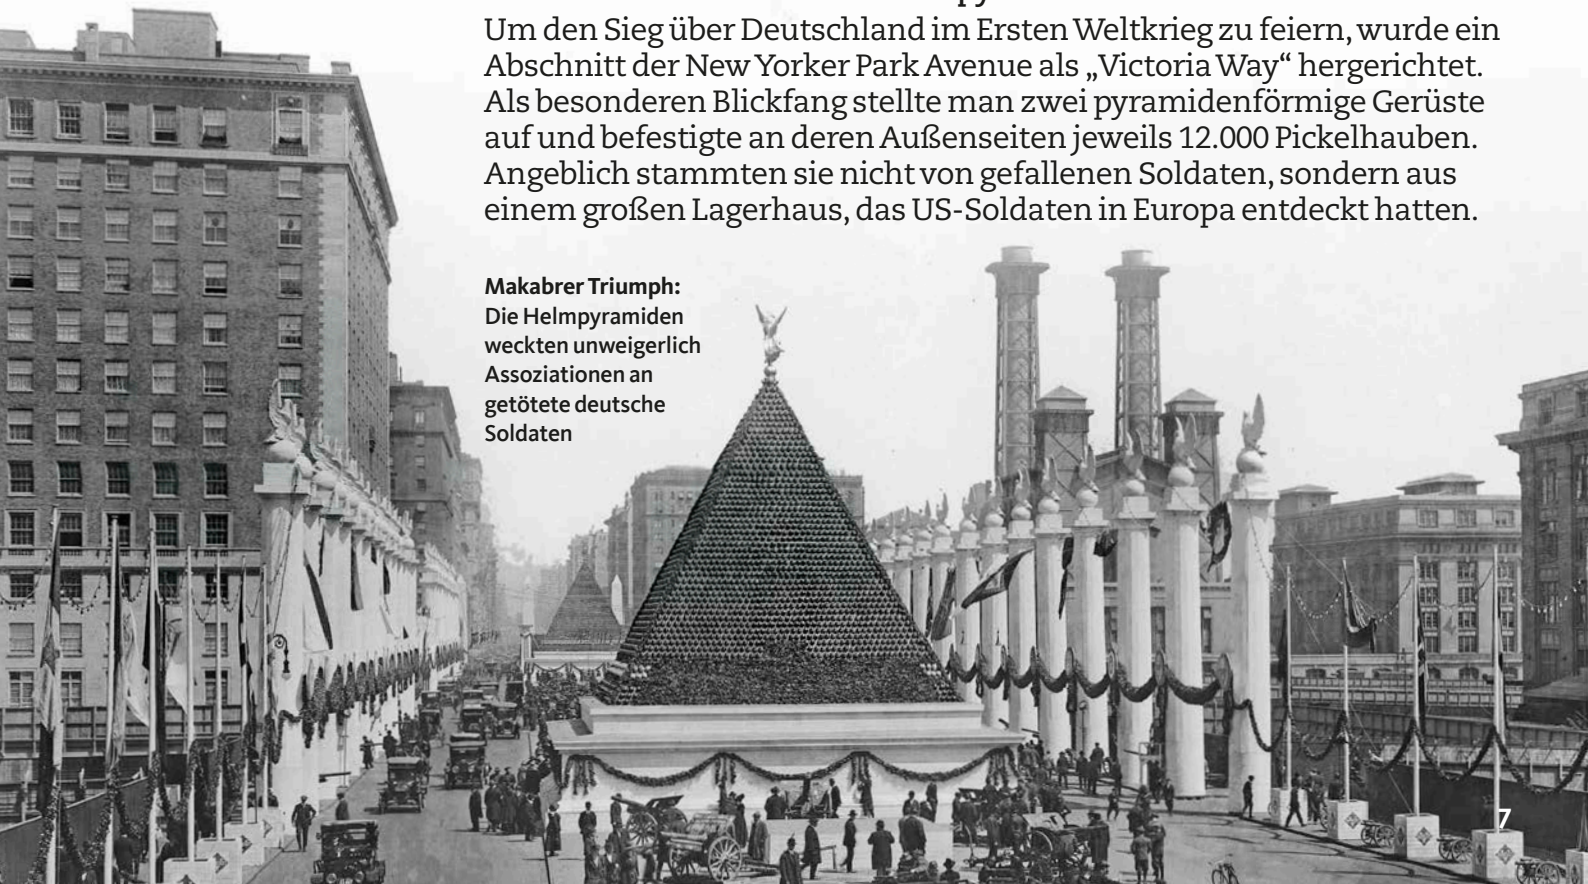 Um den Sieg über Deutschland im Ersten Weltkrieg zu feiern, wurde ein
Abschnitt der New Yorker Park Avenue als „Victoria Way“ hergerichtet.
Als besonderen Blickfang stellte man zwei pyramidenförmige Gerüste
auf und befestigte an deren Außenseiten jeweils 12.000 Pickelhauben.
Angeblich stammten sie nicht von gefallenen Soldaten, sondern aus
einem großen Lagerhaus, das US-Soldaten in Europa entdeckt hatten.
Makabrer Triumph:
Die Helmpyramiden
weckten unweigerlich
Assoziationen an
getötete deutsche
Soldaten
7